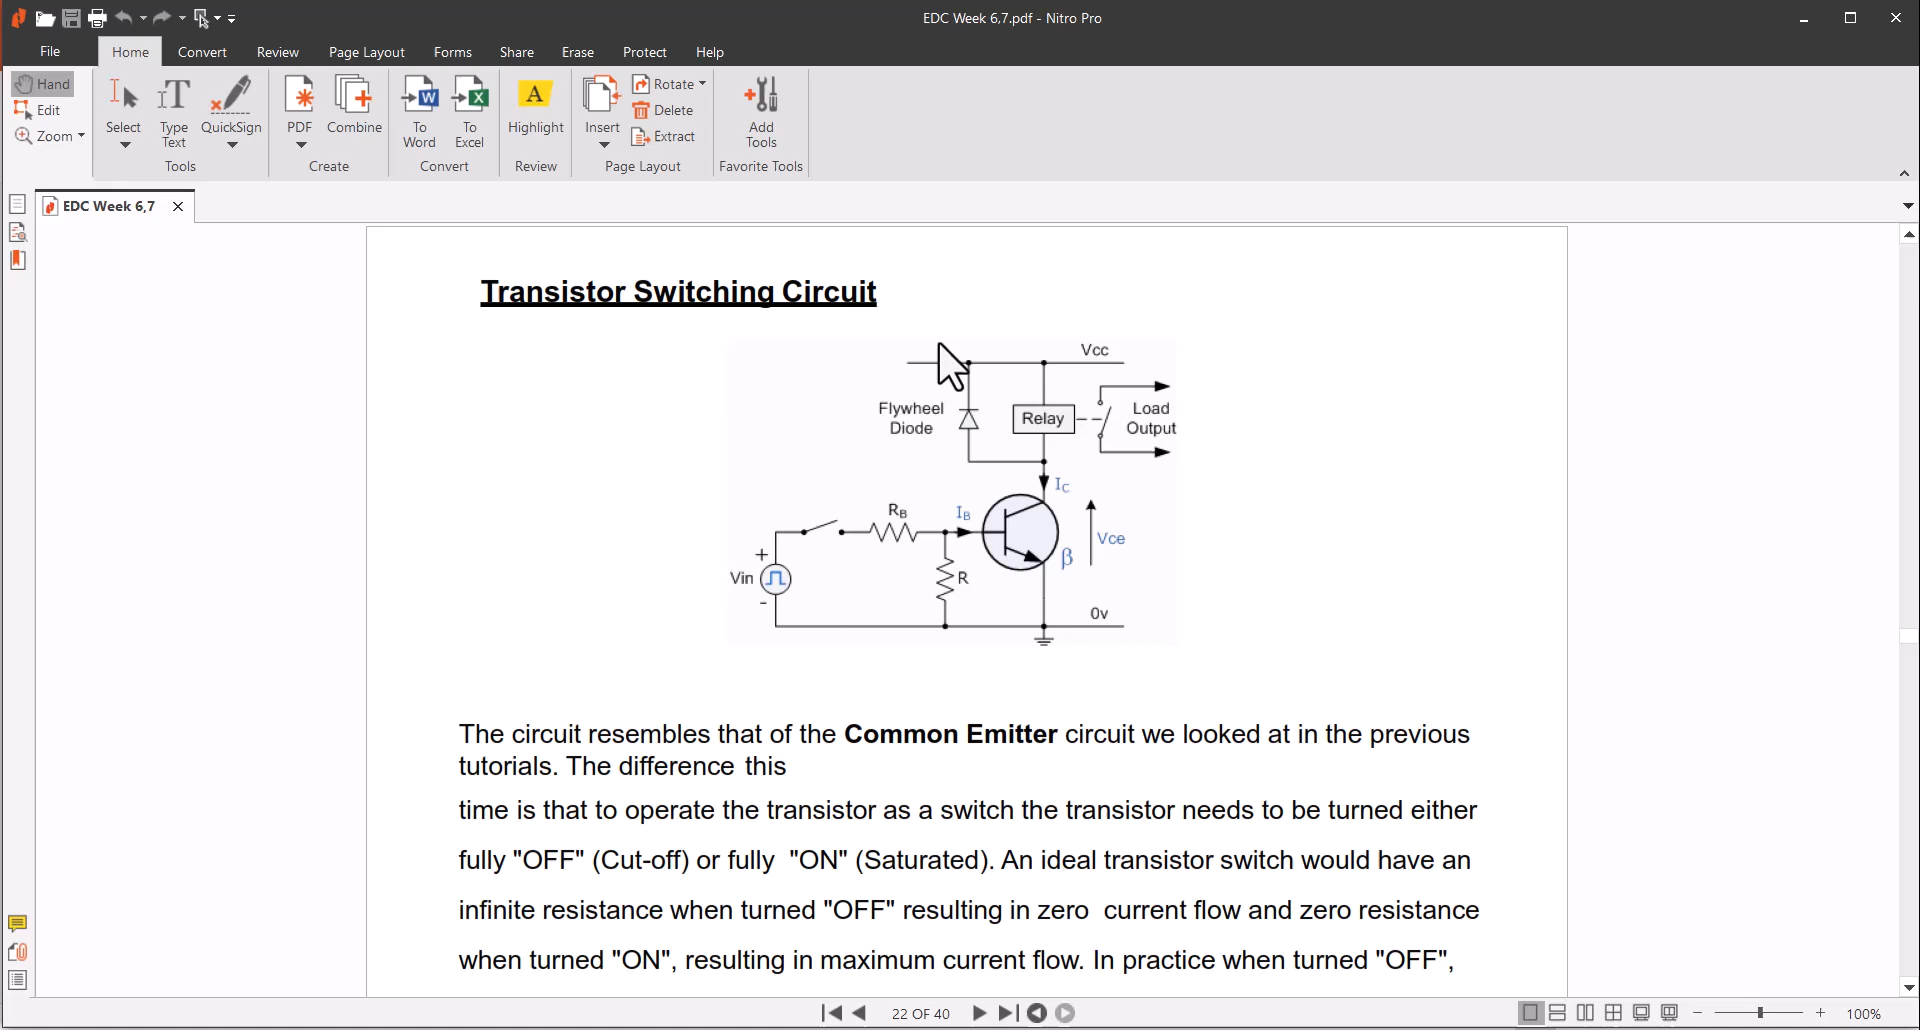 EDC Week 6,7.pdf - Nitro Pro
File Home Convert Review Page Layout Forms Share Erase Protect Help
Hand
Edit
Zoom
Select
Type Text
QuickSign
Tools
PDF
Combine
Create
To Word
To Excel
Convert
Highlight
Review
Insert
Rotate
Delete
Extract
Page Layout
Add Tools
Favorite Tools
EDC Week 6,7
Transistor Switching Circuit
Vcc
Flywheel
Diode
Relay
Load
Output
IC
RB
IB
Vce
β
+
Vin
-
R
0v
The circuit resembles that of the Common Emitter circuit we looked at in the previous
tutorials. The difference this
time is that to operate the transistor as a switch the transistor needs to be turned either
fully "OFF" (Cut-off) or fully "ON" (Saturated). An ideal transistor switch would have an
infinite resistance when turned "OFF" resulting in zero current flow and zero resistance
when turned "ON", resulting in maximum current flow. In practice when turned "OFF",
22 OF 40
100%